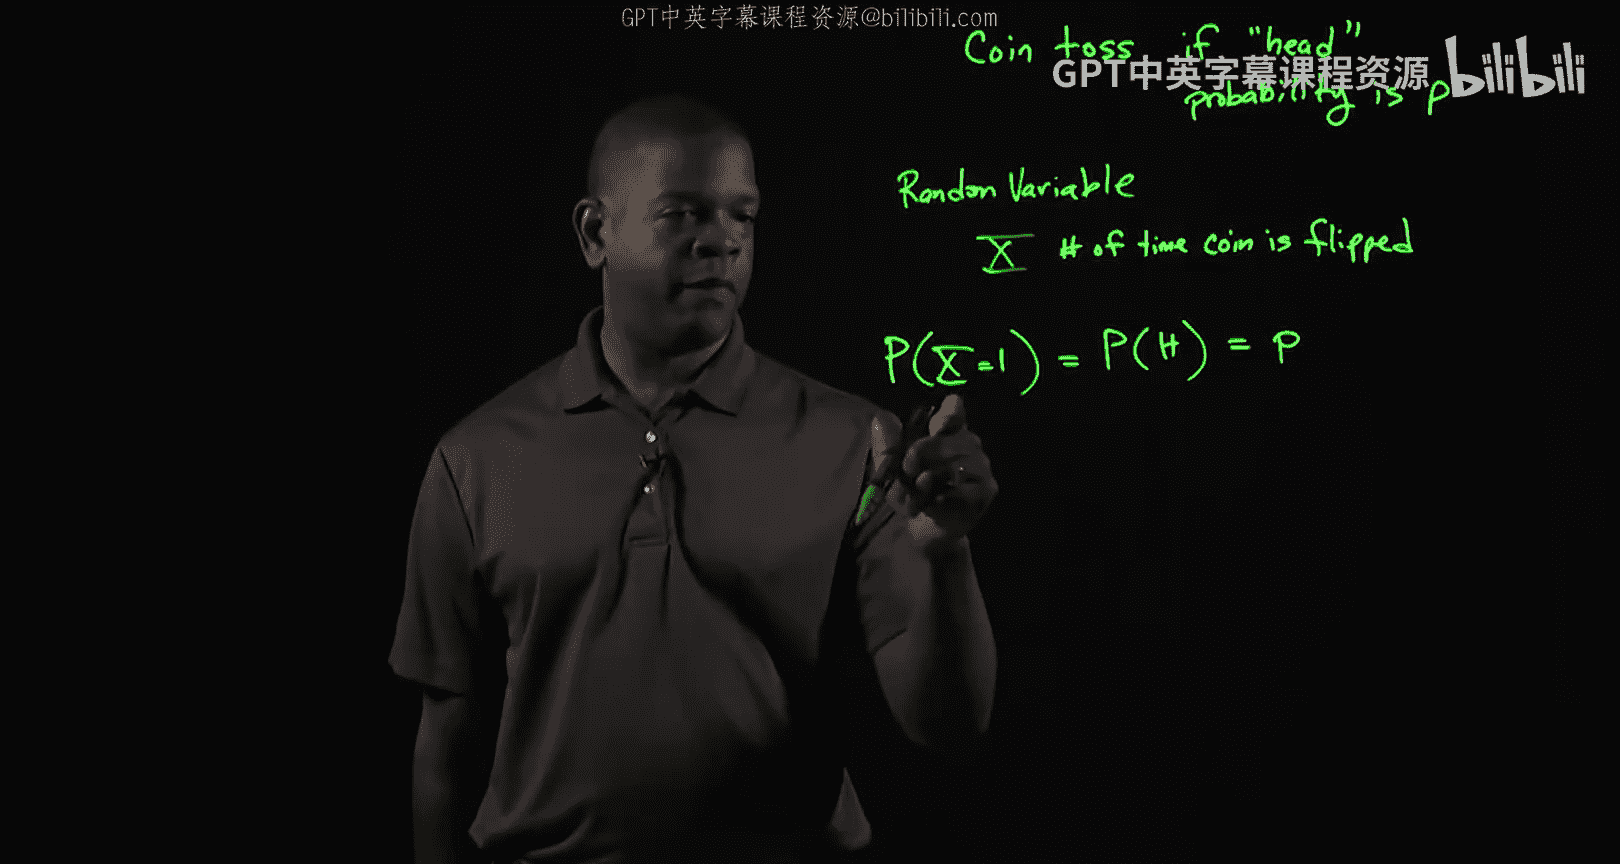 GPT中英字幕课程资源@bilibili.com
Coin toss if "head"
GPT中英字幕课程资源 bilibili
probability is p
Random Variable
X # of time coin is flipped
P(X=1) = P(H) = P